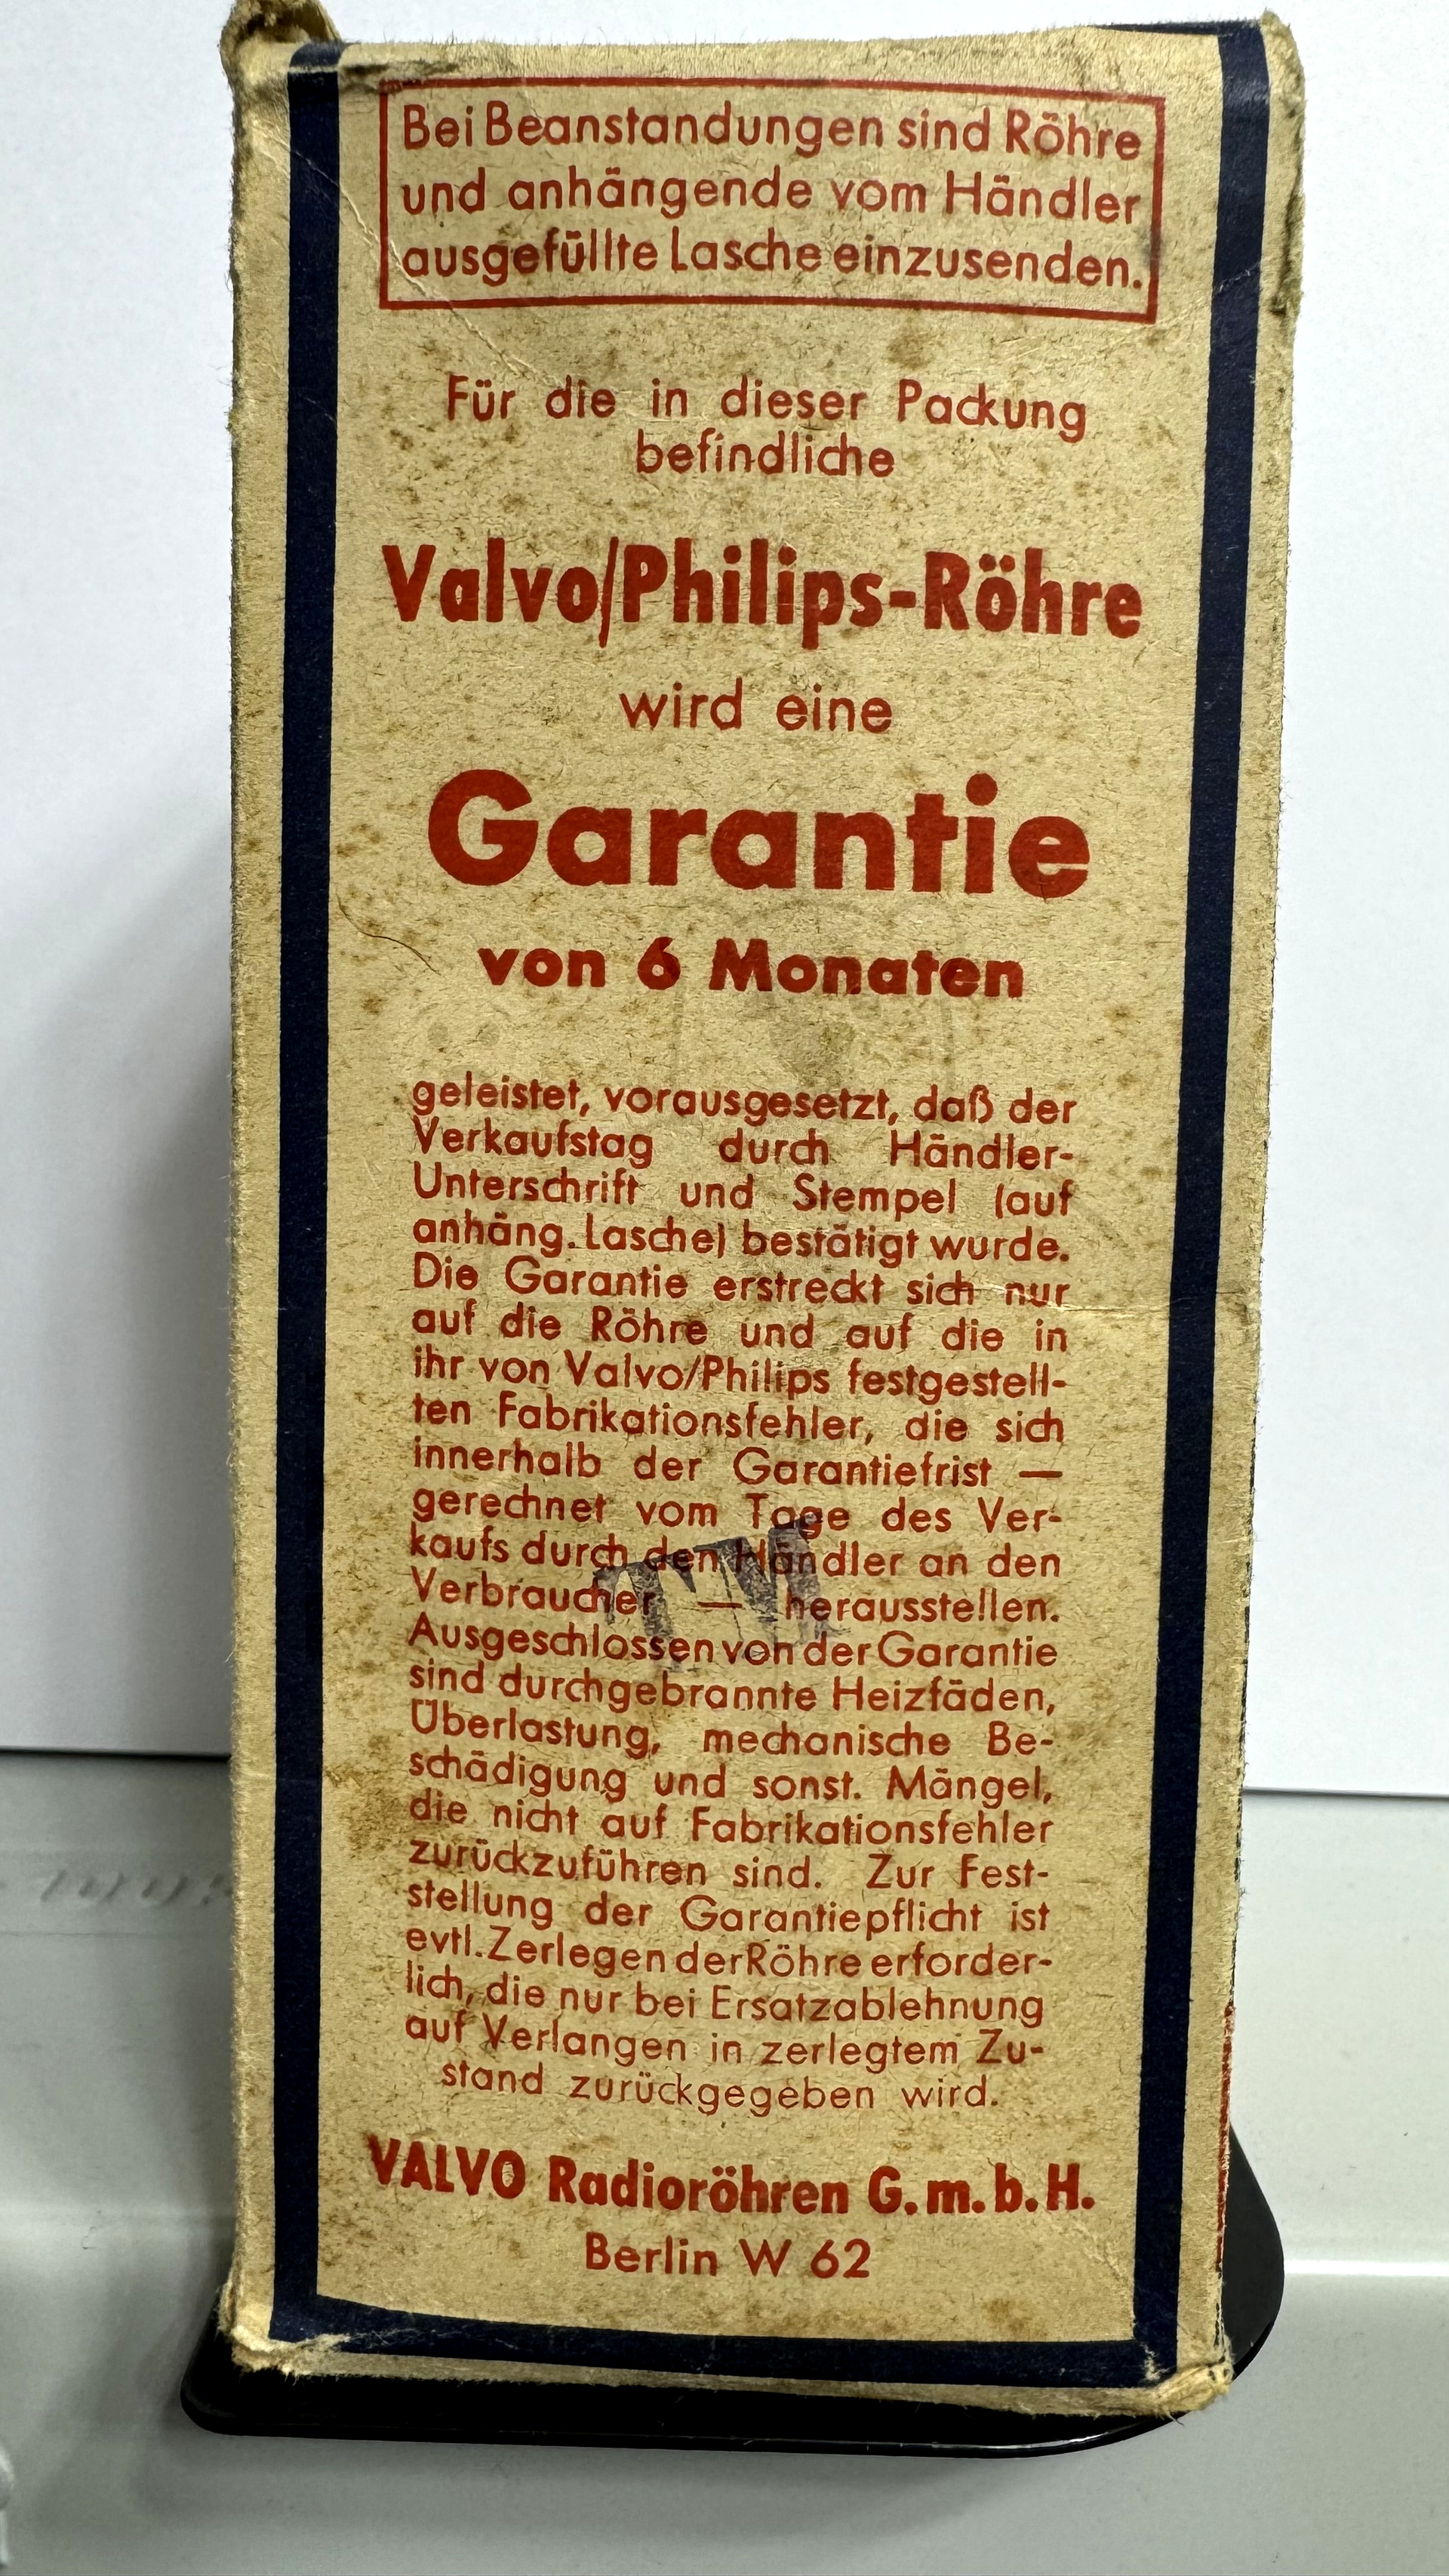 Bei Beanstandungen sind Röhre
und anhängende vom Händler
ausgefüllte Lasche einzusenden.
Für die in dieser Packung
befindliche
Valvo/Philips-Röhre
wird eine
Garantie
von 6 Monaten
geleistet, vorausgesetzt, daß der
Verkaufstag durch Händler-
Unterschrift und Stempel (auf
anhäng. Lasche) bestätigt wurde.
Die Garantie erstreckt sich nur
auf die Röhre und auf die in
ihr von Valvo/Philips festgestell-
ten Fabrikationsfehler, die sich
innerhalb der Garantiefrist —
gerechnet vom Tage des Ver-
kaufs durch den Händler an den
Verbraucher — herausstellen.
Ausgeschlossen von der Garantie
sind durchgebrannte Heizfäden,
Überlastung, mechanische Be-
schädigung und sonst. Mängel,
die nicht auf Fabrikationsfehler
zurückzuführen sind. Zur Fest-
stellung der Garantiepflicht ist
evtl. Zerlegen der Röhre erforder-
lich, die nur bei Ersatzablehnung
auf Verlangen in zerlegtem Zu-
stand zurückgegeben wird.
VALVO Radioröhren G.m.b.H.
Berlin W 62